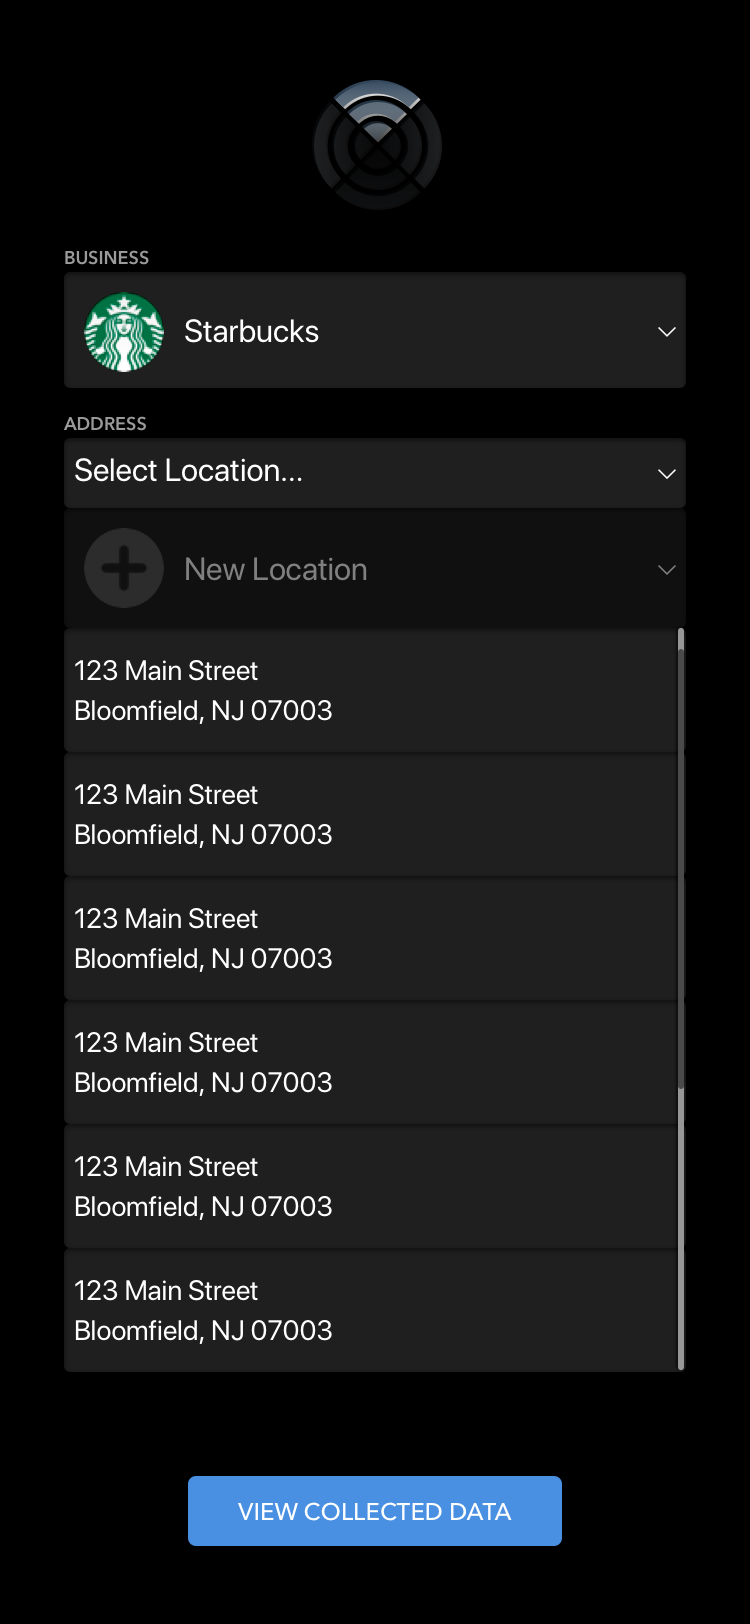 BUSINESS
Starbucks
ADDRESS
Select Location...
New Location
123 Main Street
Bloomfield, NJ 07003
123 Main Street
Bloomfield, NJ 07003
123 Main Street
Bloomfield, NJ 07003
123 Main Street
Bloomfield, NJ 07003
123 Main Street
Bloomfield, NJ 07003
123 Main Street
Bloomfield, NJ 07003
VIEW COLLECTED DATA